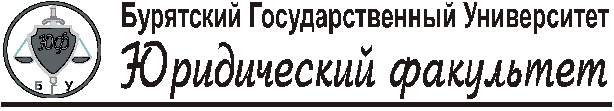 Бурятский Государственный Университет
Юридический факультет
ЮФ
Б У